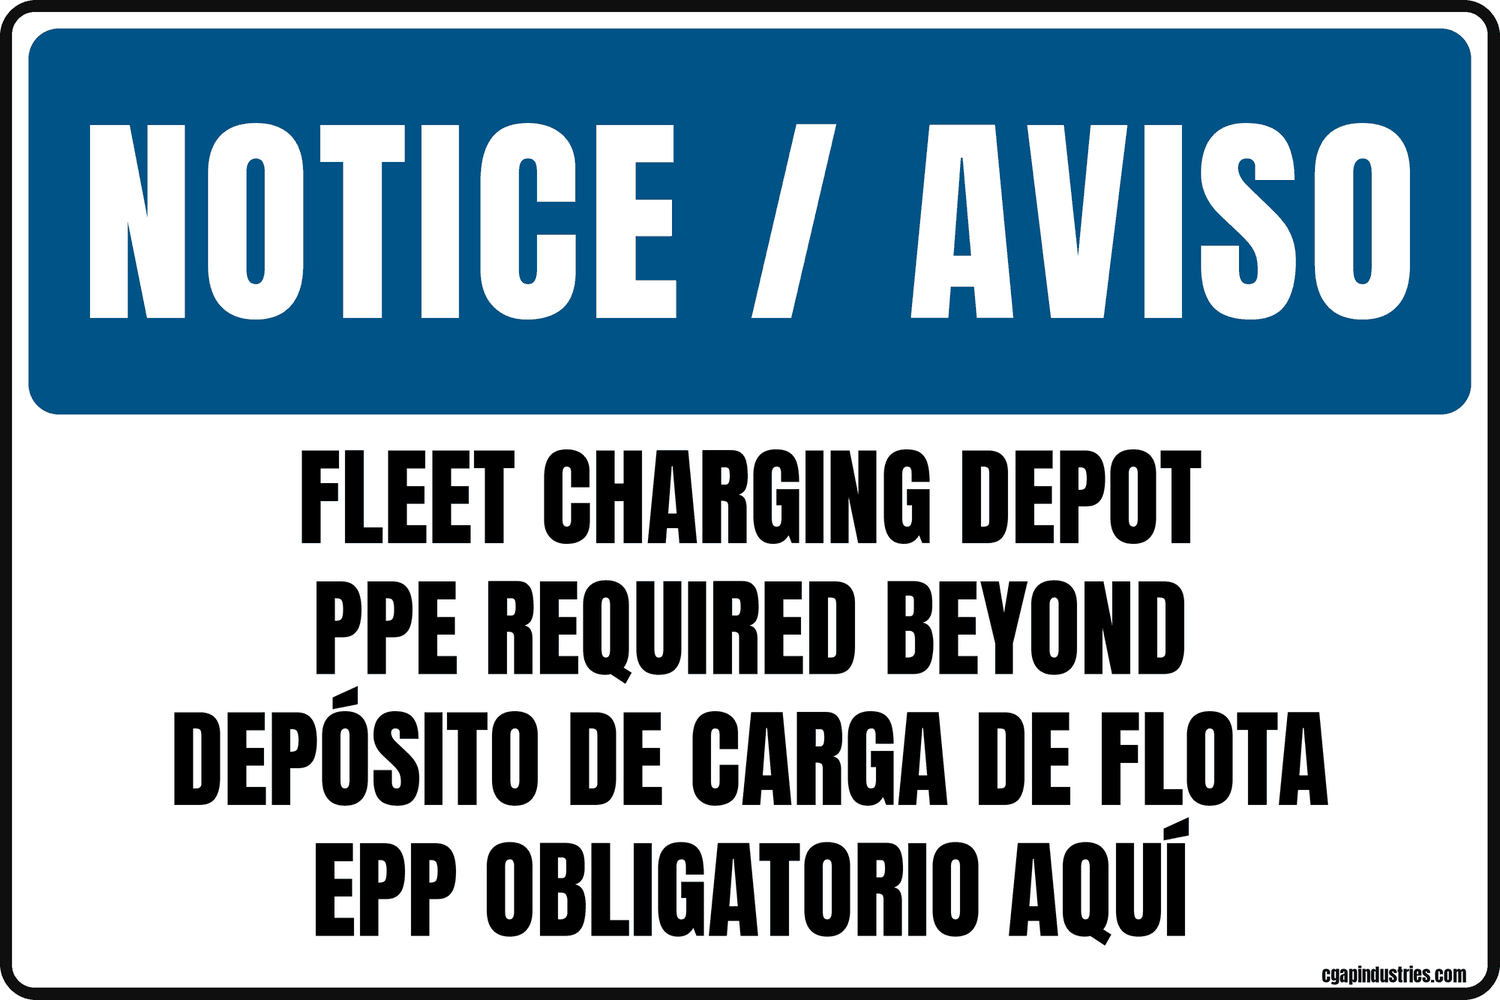 NOTICE / AVISO
FLEET CHARGING DEPOT
PPE REQUIRED BEYOND
DEPÓSITO DE CARGA DE FLOTA
EPP OBLIGATORIO AQUÍ
cgapindustries.com